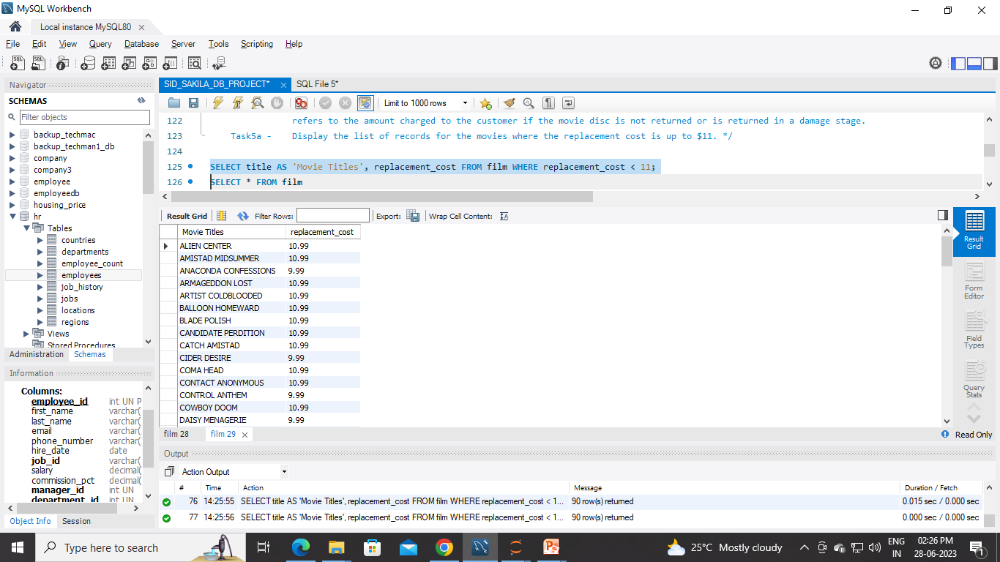 MySQL Workbench
Local instance MySQL80
File Edit View Query Database Server Tools Scripting Help
Navigator
SCHEMAS
Filter objects
backup_techmac
backup_techman1_db
company
company3
employee
employeedb
housing_price
hr
Tables
countries
departments
employee_count
employees
job_history
jobs
locations
regions
Views
Stored Procedures
Administration Schemas
Information
Columns:
employee_id int UN P
first_name varchar(
last_name varchar(
email varchar(
phone_number varchar(
hire_date date
job_id varchar(
salary decimal(
commission_pct decimal(
manager_id int UN
department_id int UN
Object Info Session
SID_SAKILA_DB_PROJECT* SQL File 5*
Limit to 1000 rows
122 refers to the amount charged to the customer if the movie disc is not returned or is returned in a damage stage.
123 Task5a - Display the list of records for the movies where the replacement cost is up to $11. */
124
125 SELECT title AS 'Movie Titles', replacement_cost FROM film WHERE replacement_cost < 11;
126 SELECT * FROM film
Result Grid Filter Rows: Export: Wrap Cell Content:
Movie Titles replacement_cost
ALIEN CENTER 10.99
AMISTAD MIDSUMMER 10.99
ANACONDA CONFESSIONS 9.99
ARMAGEDDON LOST 10.99
ARTIST COLDBLOODED 10.99
BALLOON HOMEWARD 10.99
BLADE POLISH 10.99
CANDIDATE PERDITION 10.99
CATCH AMISTAD 10.99
CIDER DESIRE 9.99
COMA HEAD 10.99
CONTACT ANONYMOUS 10.99
CONTROL ANTHEM 9.99
COWBOY DOOM 10.99
DAISY MENAGERIE 9.99
Result
Grid
Form
Editor
Field
Types
Query
Stats
film 28 film 29
Read Only
Output
Action Output
# Time Action Message Duration / Fetch
76 14:25:55 SELECT title AS 'Movie Titles', replacement_cost FROM film WHERE replacement_cost < 1... 90 row(s) returned 0.015 sec / 0.000 sec
77 14:25:56 SELECT title AS 'Movie Titles', replacement_cost FROM film WHERE replacement_cost < 1... 90 row(s) returned 0.000 sec / 0.000 sec
Type here to search
25°C Mostly cloudy
ENG
IN
02:26 PM
28-06-2023
1